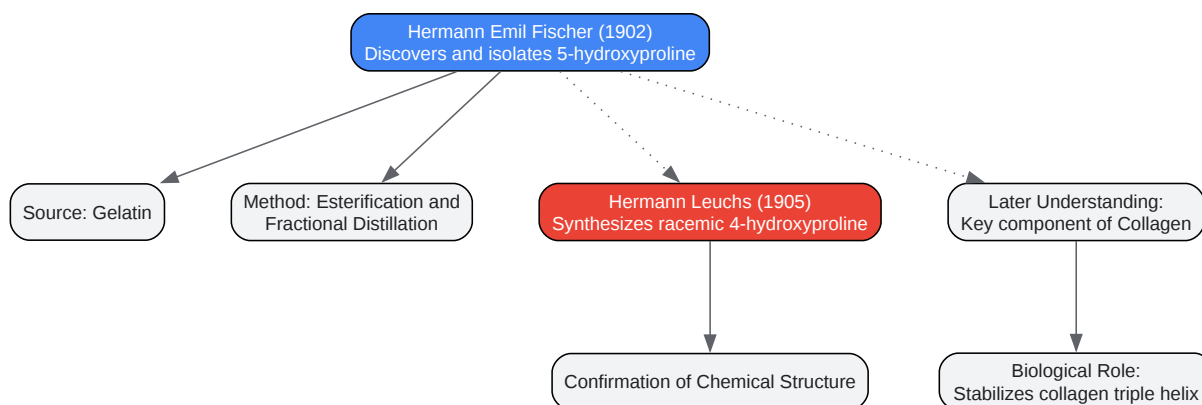 Hermann Emil Fischer (1902)
Discovers and isolates 5-hydroxyproline
Source: Gelatin
Method: Esterification and
Fractional Distillation
Hermann Leuchs (1905)
Synthesizes racemic 4-hydroxyproline
Later Understanding:
Key component of Collagen
Confirmation of Chemical Structure
Biological Role:
Stabilizes collagen triple helix